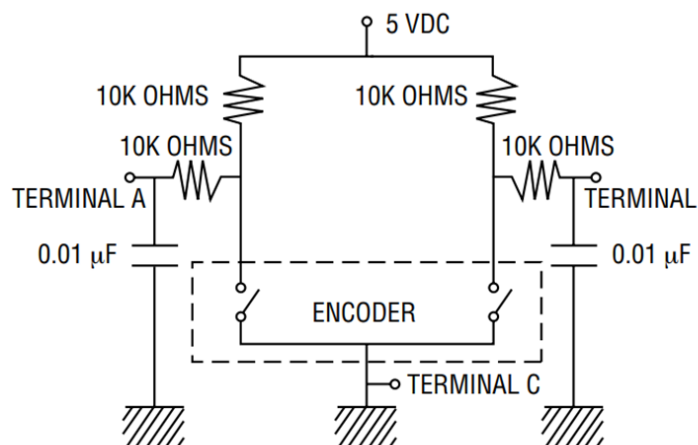 5 VDC
10K OHMS
10K OHMS
10K OHMS
10K OHMS
TERMINAL A
TERMINAL
0.01 µF
0.01 µF
ENCODER
TERMINAL C